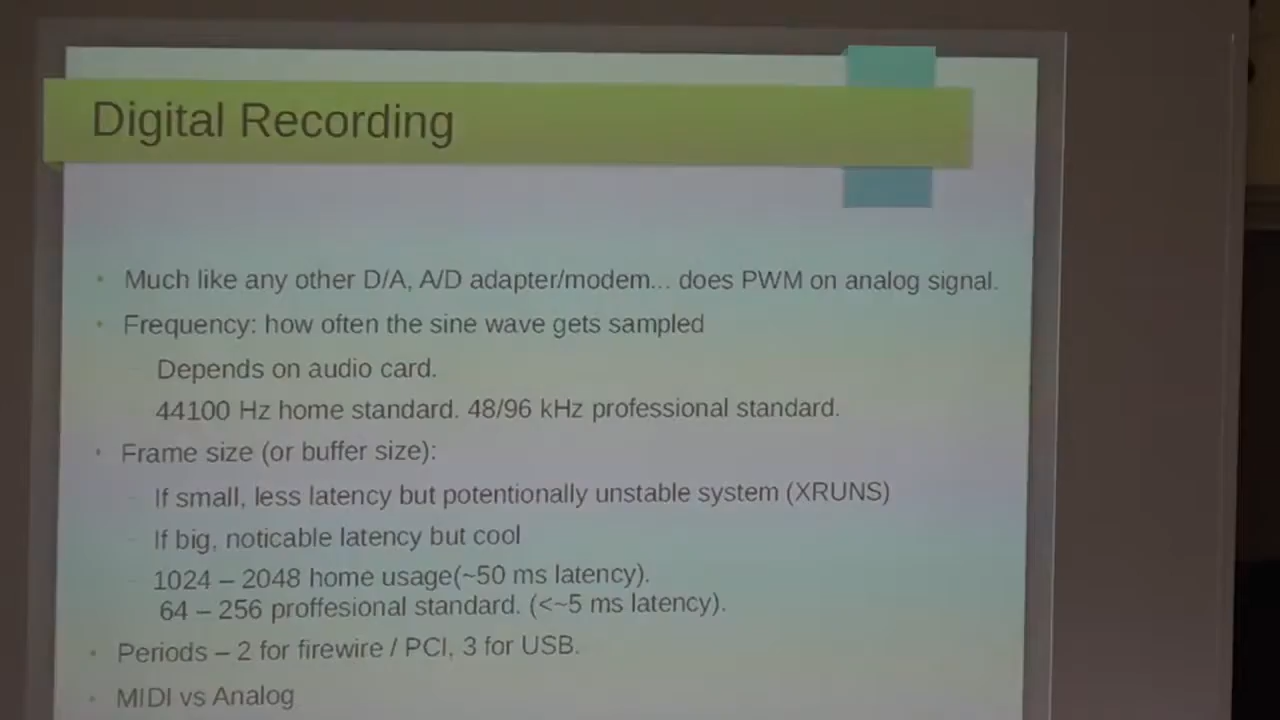 Digital Recording
Much like any other D/A, A/D adapter/modem... does PWM on analog signal.
Frequency: how often the sine wave gets sampled
Depends on audio card.
44100 Hz home standard. 48/96 kHz professional standard.
Frame size (or buffer size):
If small, less latency but potentionally unstable system (XRUNS)
If big, noticable latency but cool
1024 – 2048 home usage(~50 ms latency).
64 – 256 proffesional standard. (<~5 ms latency).
Periods – 2 for firewire / PCI, 3 for USB.
MIDI vs Analog